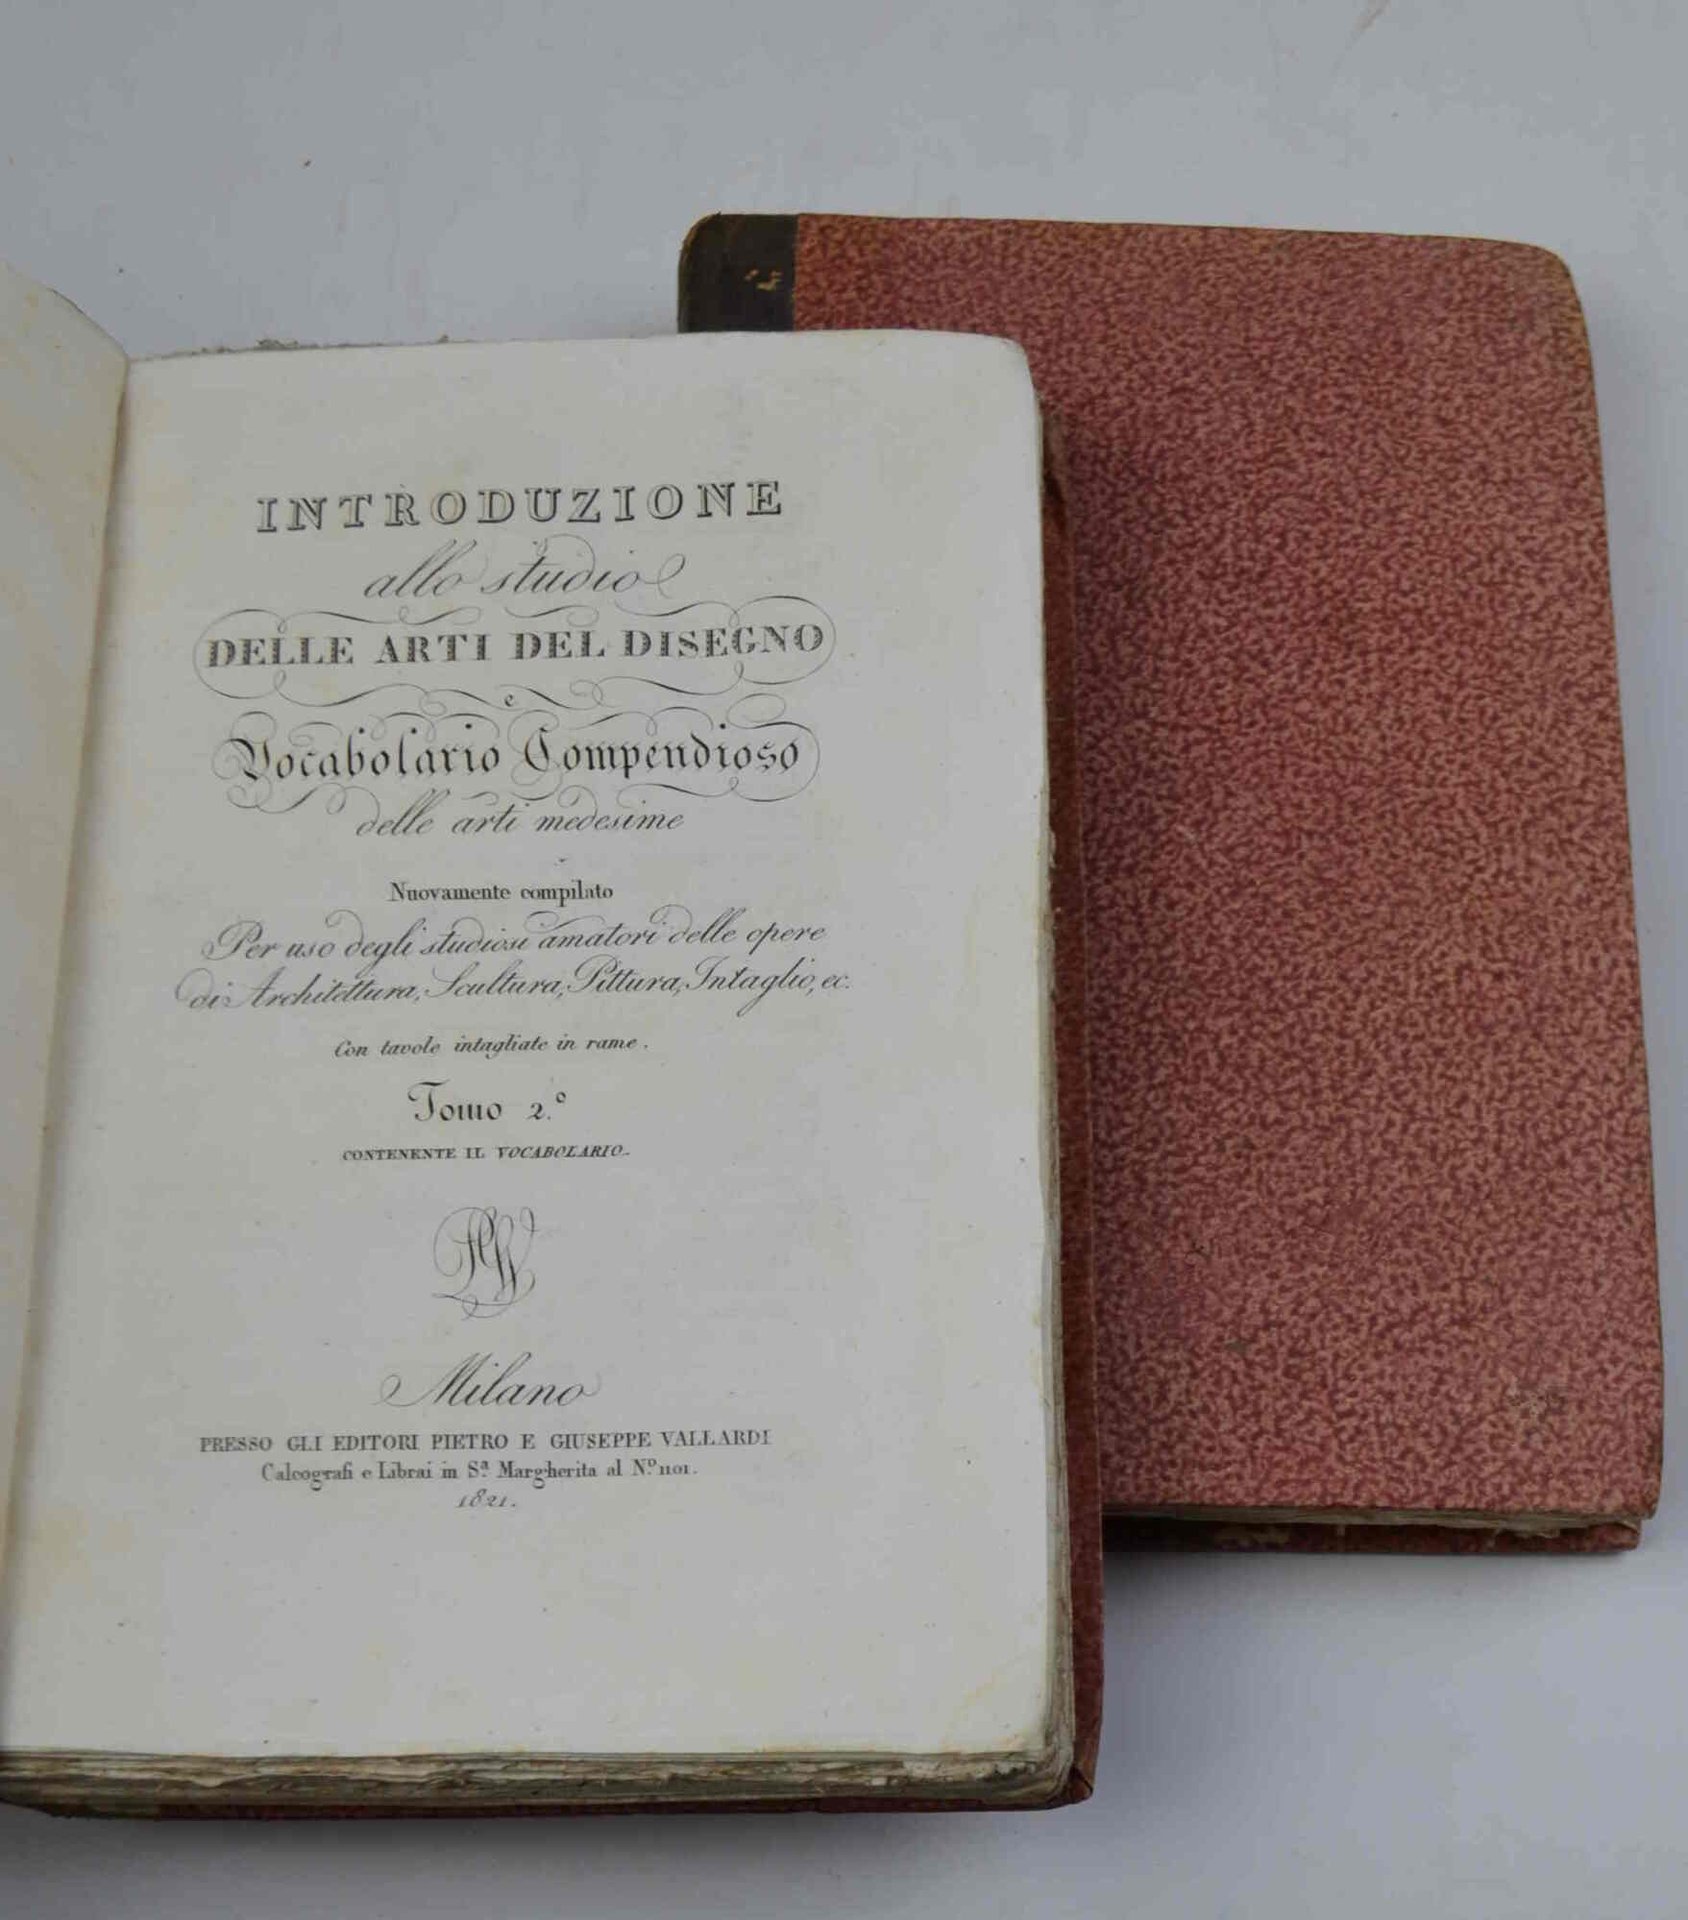 INTRODUZIONE
allo studio
DELLE ARTI DEL DISEGNO
e
Vocabolario Compendioso
delle arti medesime
Nuovamente compilato
Per uso degli studiosi amatori delle opere
di Architettura, Scultura, Pittura, Intaglio, ec.
Con tavole intagliate in rame.
Tomo 2.º
CONTENENTE IL VOCABOLARIO.
Milano
PRESSO GLI EDITORI PIETRO E GIUSEPPE VALLARDI
Calcografi e Librai in S.ª Margherita al N.º 1101.
1821.